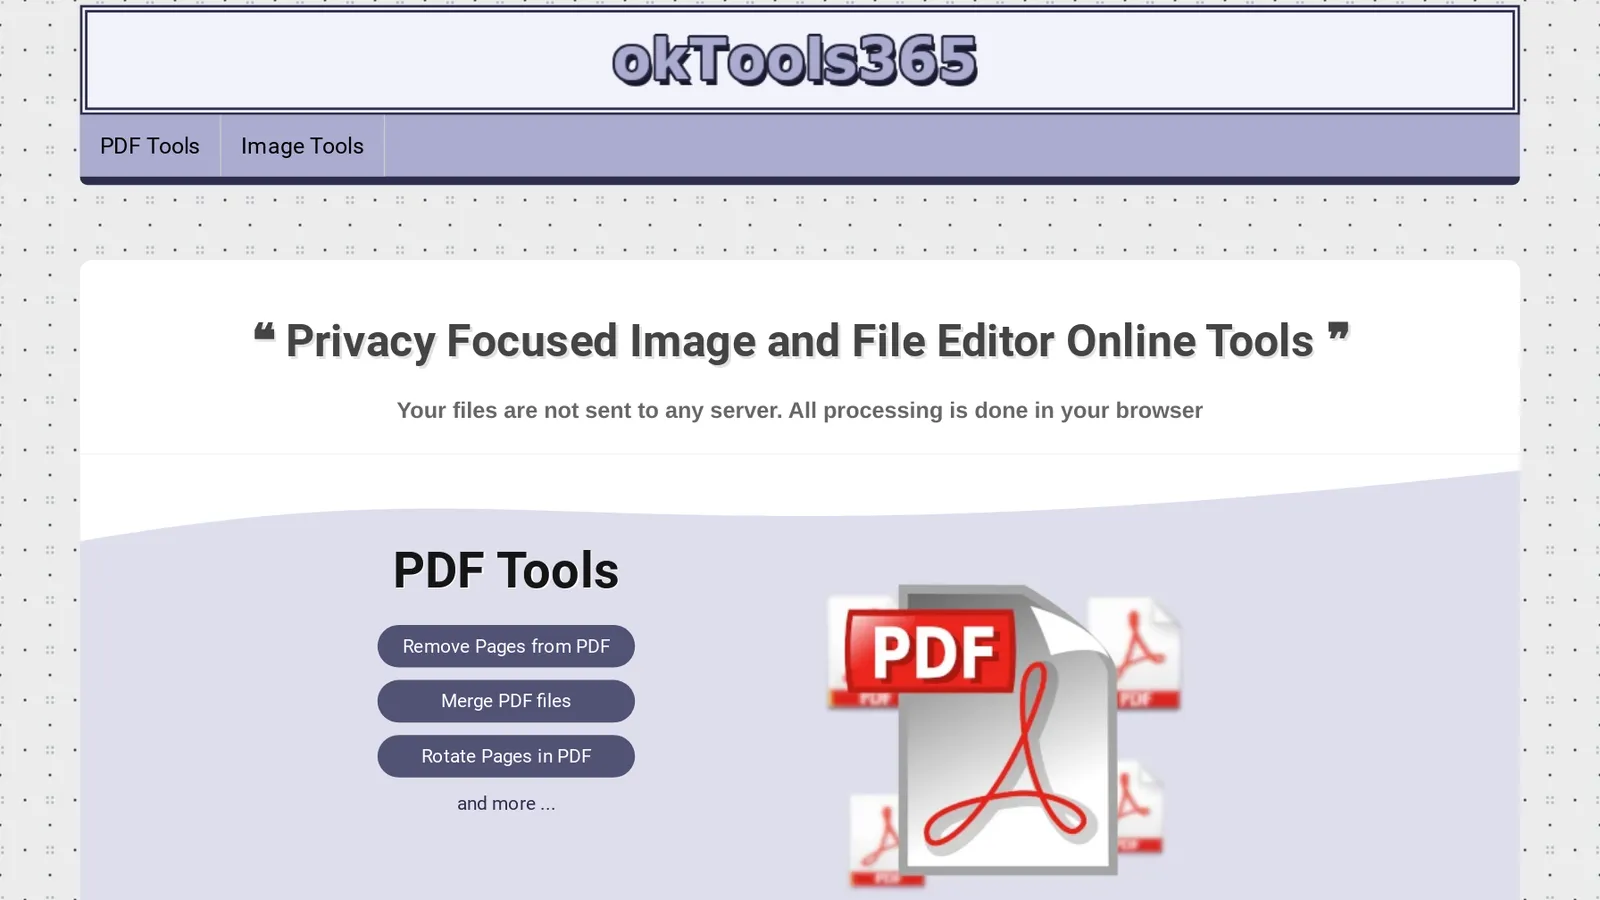 okTools365
PDF Tools
Image Tools
❝ Privacy Focused Image and File Editor Online Tools ❞
Your files are not sent to any server. All processing is done in your browser
PDF Tools
Remove Pages from PDF
Merge PDF files
Rotate Pages in PDF
and more ...
PDF
PDF
PDF
PDF
PDF